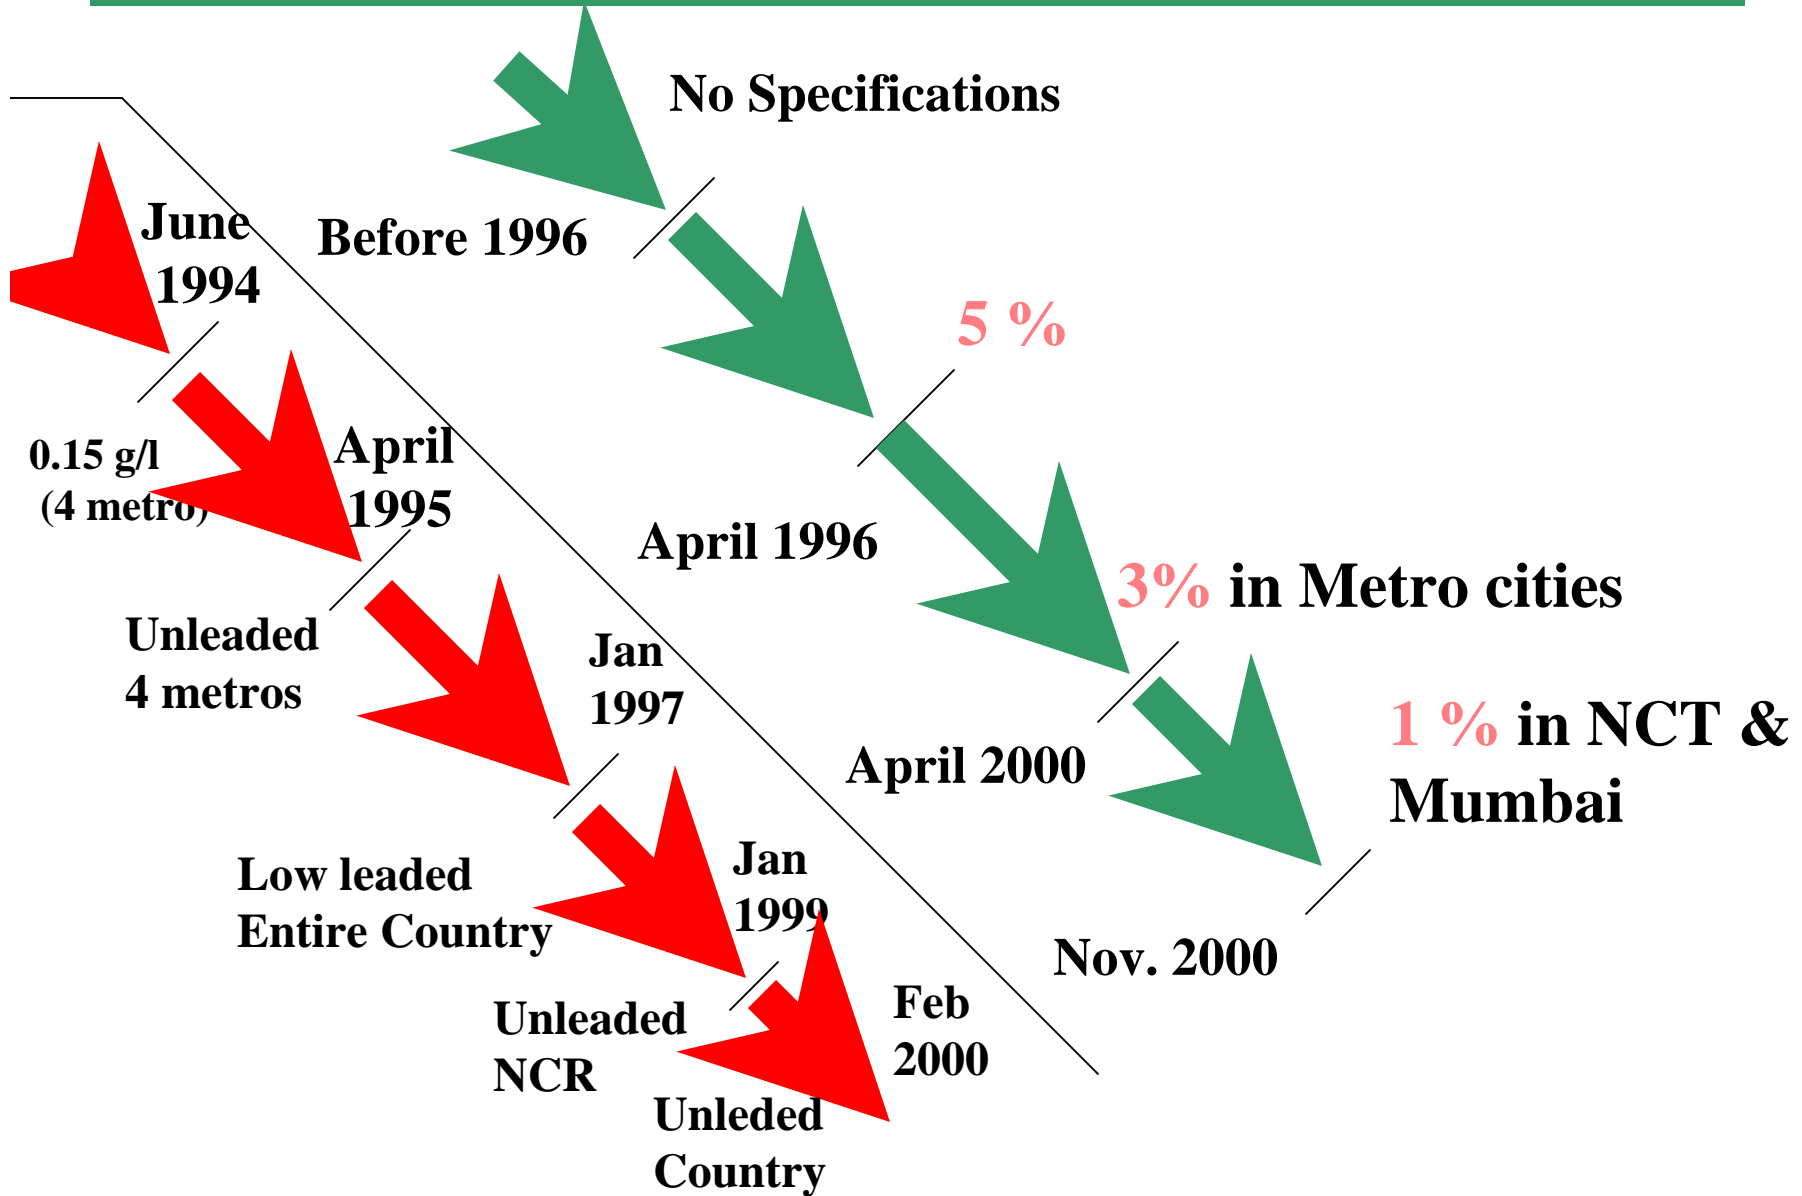 No Specifications
Before 1996
5 %
April 1996
3% in Metro cities
April 2000
1 % in NCT &
Mumbai
Nov. 2000
June
1994
0.15 g/l
(4 metro)
April
1995
Unleaded
4 metros
Jan
1997
Low leaded
Entire Country
Jan
1999
Unleaded
NCR
Feb
2000
Unleded
Country